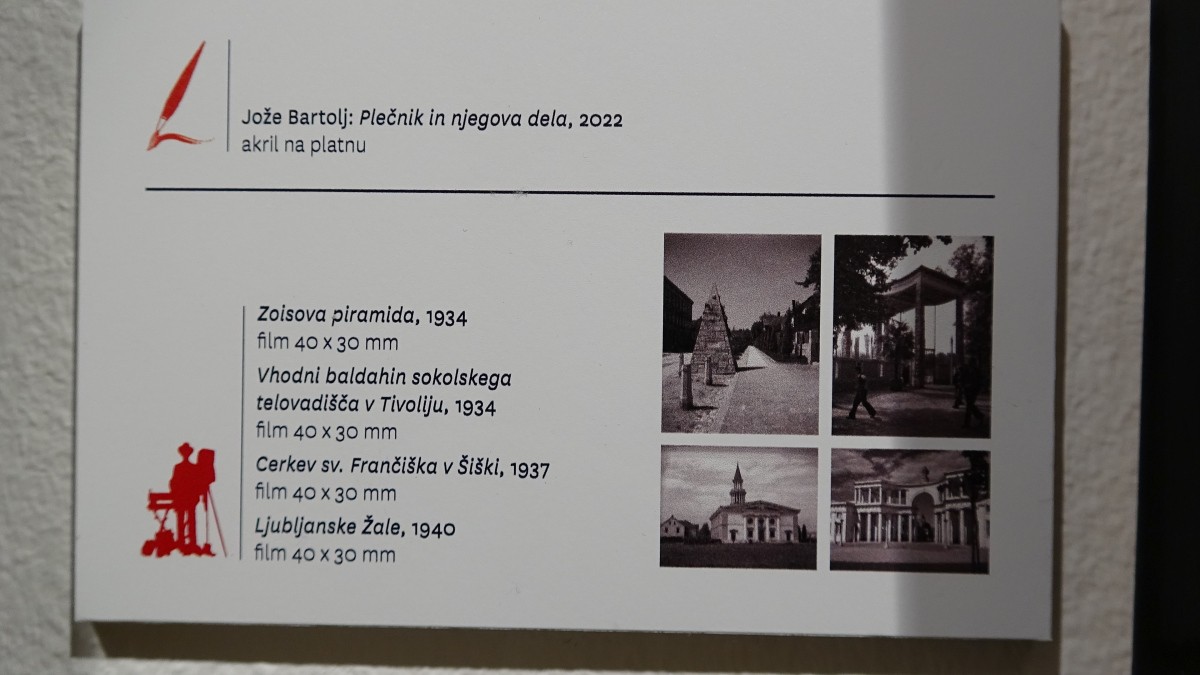 Jože Bartolj: Plečnik in njegova dela, 2022
akril na platnu
Zoisova piramida, 1934
film 40 x 30 mm
Vhodni baldahin sokolskega
telovadišča v Tivoliju, 1934
film 40 x 30 mm
Cerkev sv. Frančiška v Šiški, 1937
film 40 x 30 mm
Ljubljanske Žale, 1940
film 40 x 30 mm